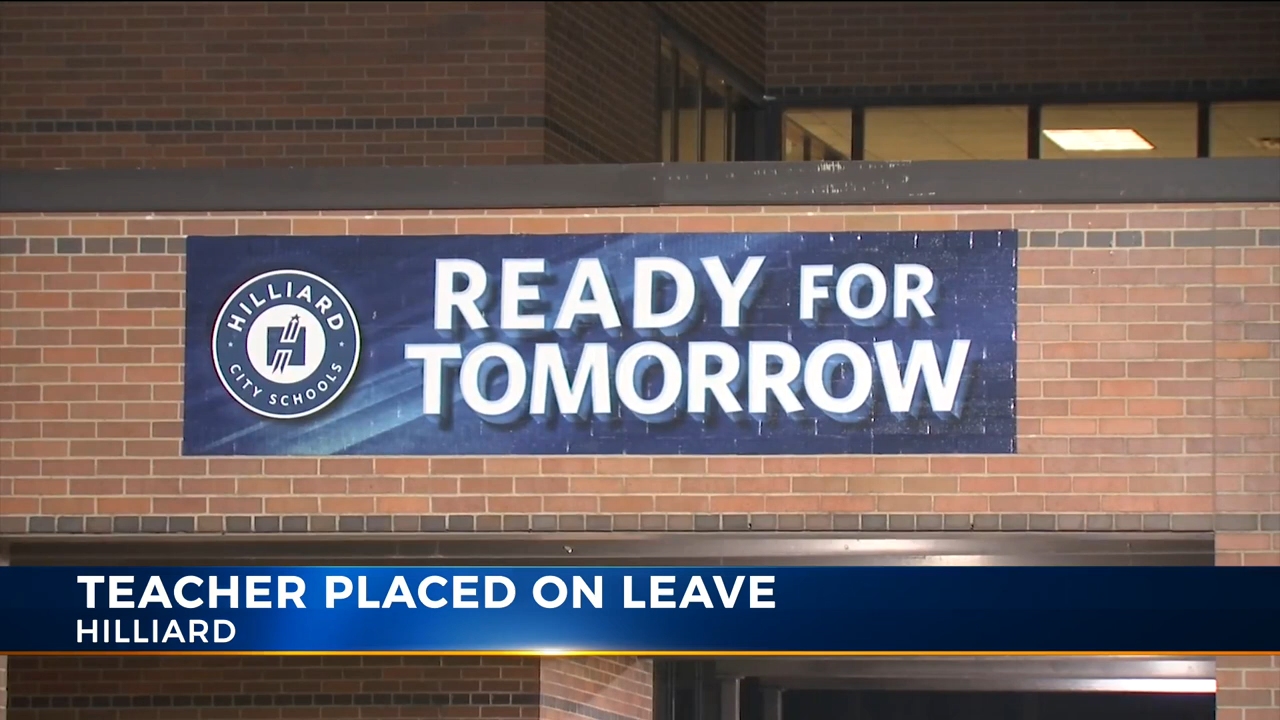 HILLIARD
CITY SCHOOLS
H
READY FOR
TOMORROW
TEACHER PLACED ON LEAVE
HILLIARD